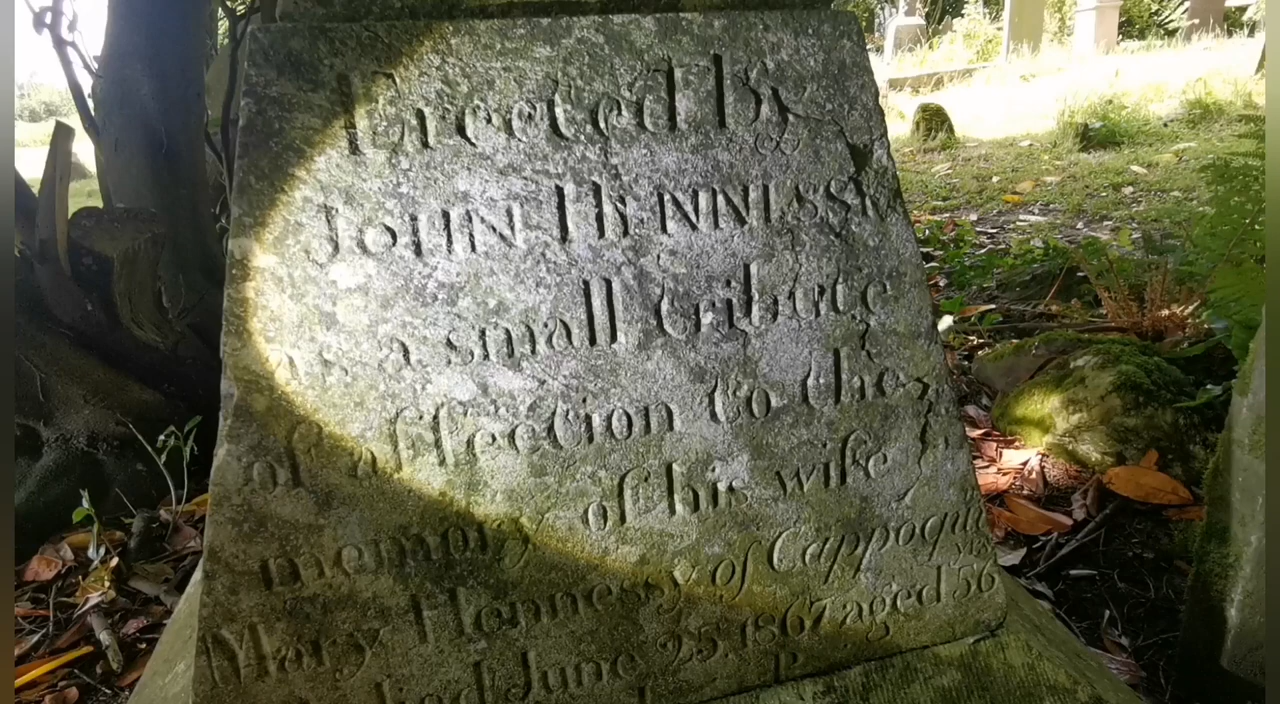 Erected by
JOHN HENNESSY
as a small tribute
of affection to the
memory of his wife
Mary Hennessy of Cappoquin
died June 25, 1867 aged 56
yrs